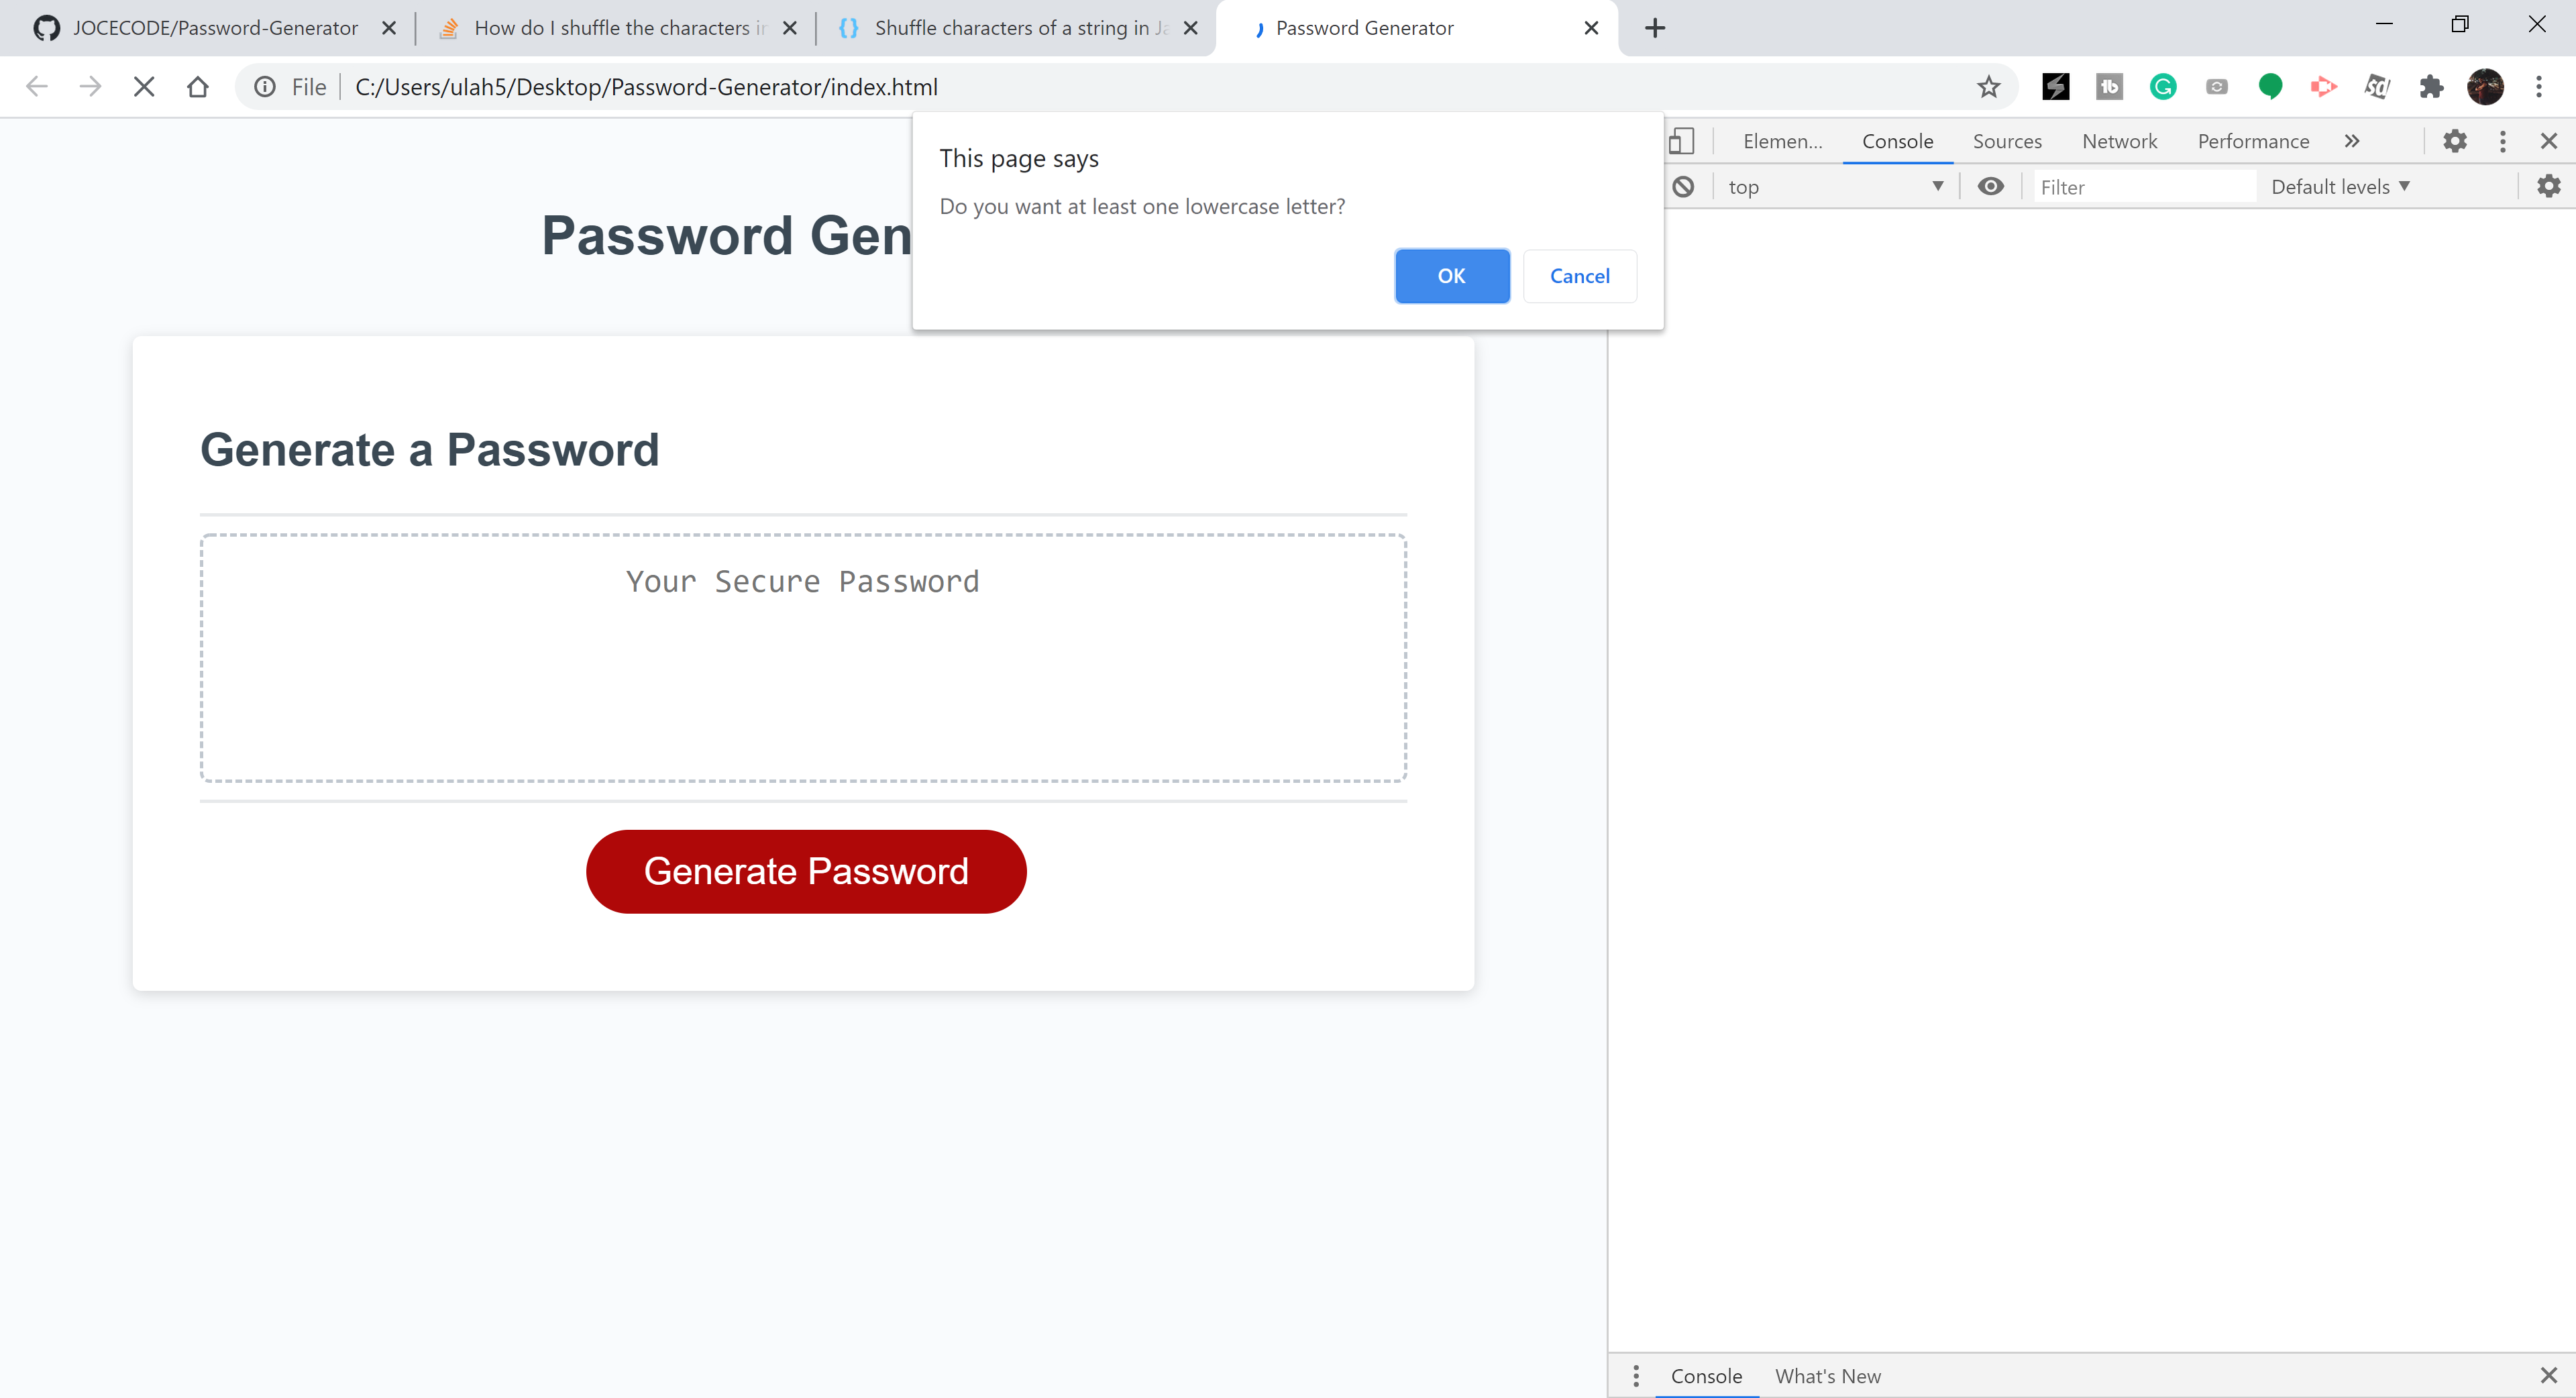 JOCECODE/Password-Generator
How do I shuffle the characters in
Shuffle characters of a string in Ja
Password Generator
File
C:/Users/ulah5/Desktop/Password-Generator/index.html
This page says
Do you want at least one lowercase letter?
OK
Cancel
Elemen...
Console
Sources
Network
Performance
top
Filter
Default levels
Password Gen
Generate a Password
Your Secure Password
Generate Password
Console
What's New